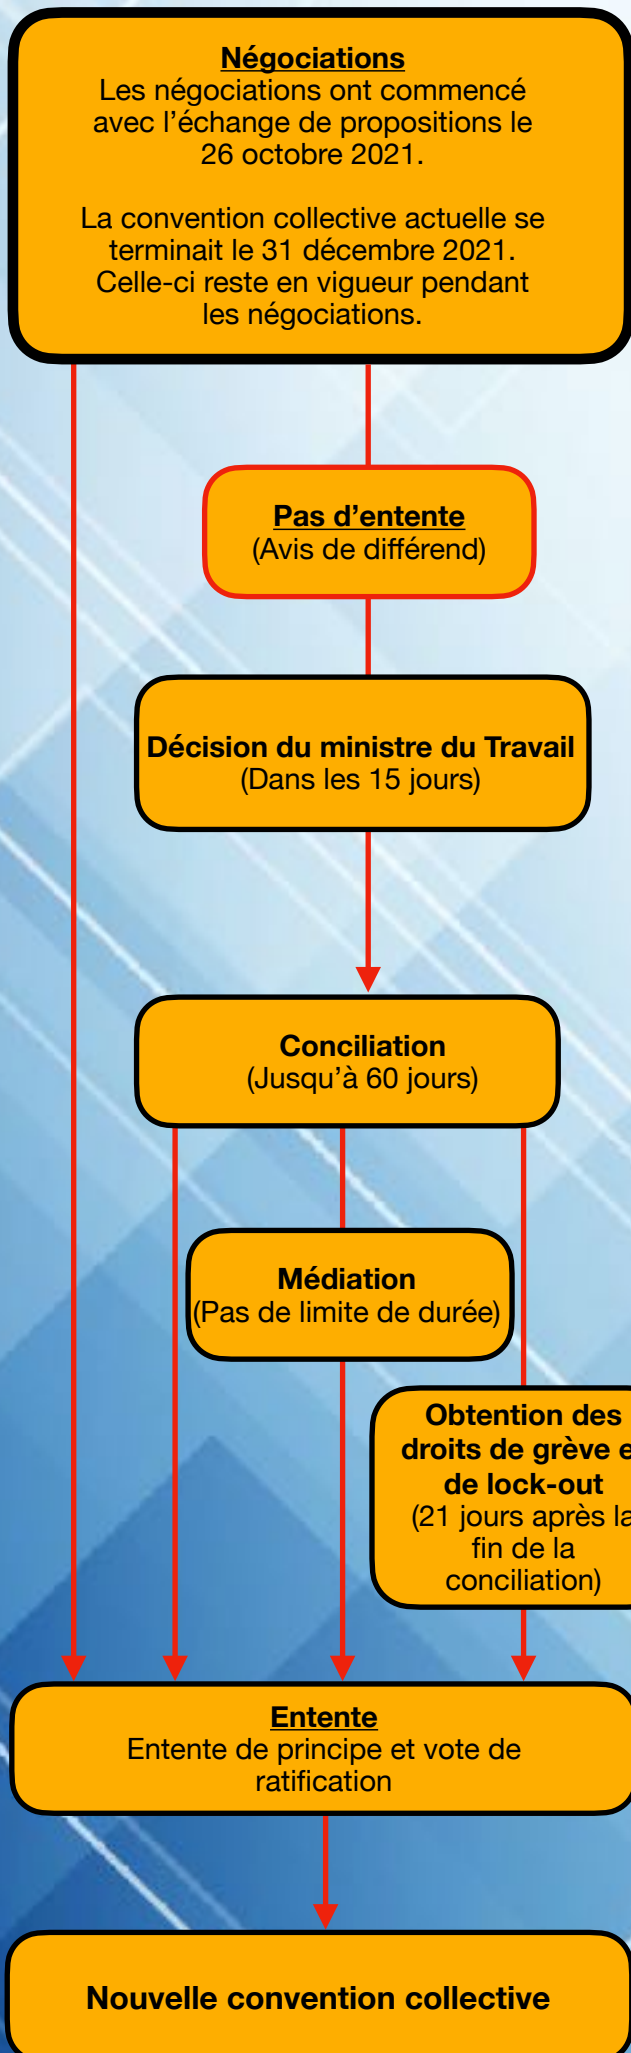 Négociations
Les négociations ont commencé
avec l’échange de propositions le
26 octobre 2021.
La convention collective actuelle se
terminait le 31 décembre 2021.
Celle-ci reste en vigueur pendant
les négociations.
Pas d’entente
(Avis de différend)
Décision du ministre du Travail
(Dans les 15 jours)
Conciliation
(Jusqu’à 60 jours)
Médiation
(Pas de limite de durée)
Obtention des
droits de grève e
de lock-out
(21 jours après la
fin de la
conciliation)
Entente
Entente de principe et vote de
ratification
Nouvelle convention collective